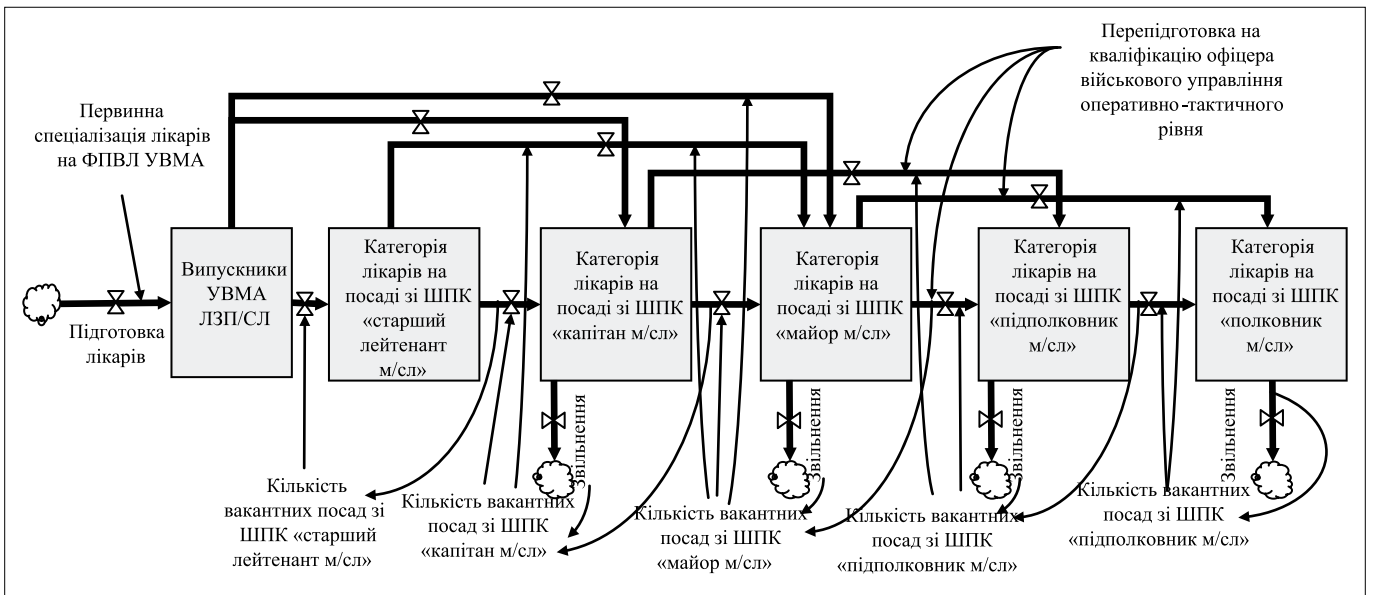 Перепідготовка на
кваліфікацію офіцера
військового управління
оперативно-тактичного
рівня
Первинна
спеціалізація лікарів
на ФПВЛ УВМА
Підготовка
лікарів
Випускники
УВМА
ЛЗП/СЛ
Категорія
лікарів на
посаді зі ШПК
«старший
лейтенант
м/сл»
Категорія
лікарів на
посаді зі ШПК
«капітан м/сл»
Категорія
лікарів на
посаді зі ШПК
«майор м/сл»
Категорія
лікарів на
посаді зі ШПК
«підполковник
м/сл»
Категорія
лікарів на
посаді зі ШПК
«полковник
м/сл»
Звільнення
Звільнення
Звільнення
Звільнення
Кількість
вакантних посад зі
ШПК «старший
лейтенант м/сл»
Кількість вакантних
посад зі ШПК
«капітан м/сл»
Кількість вакантних
посад зі ШПК
«майор м/сл»
Кількість вакантних
посад зі ШПК
«підполковник м/сл»
Кількість вакантних
посад зі ШПК
«підполковник м/сл»